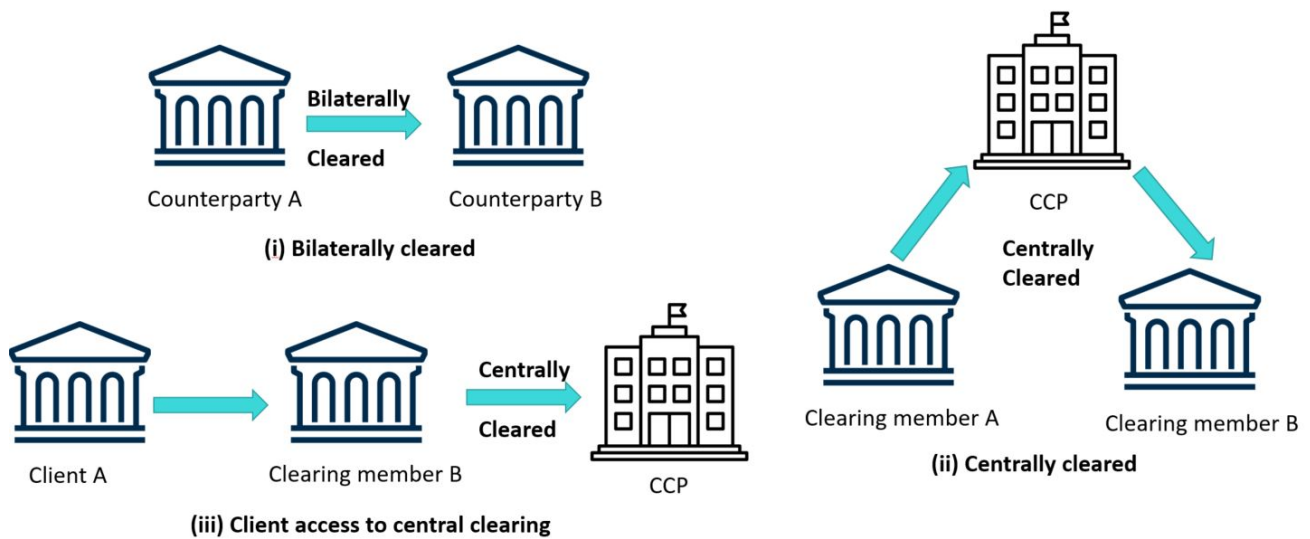 Bilaterally
Cleared
Counterparty A
Counterparty B
(i) Bilaterally cleared
CCP
Centrally
Cleared
Clearing member A
Clearing member B
(ii) Centrally cleared
Centrally
Cleared
Client A
Clearing member B
CCP
(iii) Client access to central clearing